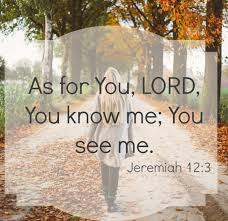 As for You, LORD,
You know me; You
see me.
Jeremiah 12:3